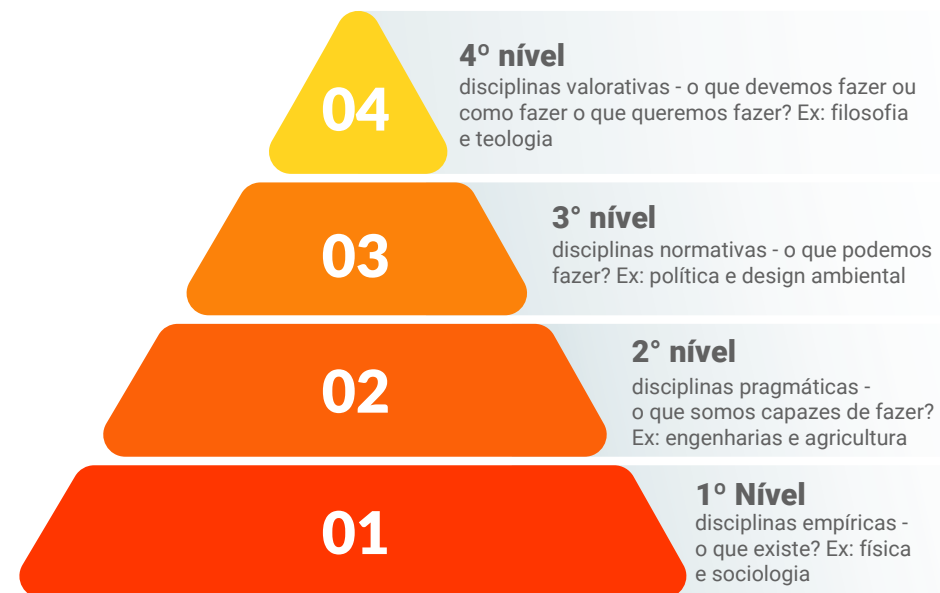 04
4º nível
disciplinas valorativas - o que devemos fazer ou
como fazer o que queremos fazer? Ex: filosofia
e teologia
03
3° nível
disciplinas normativas - o que podemos
fazer? Ex: política e design ambiental
02
2° nível
disciplinas pragmáticas -
o que somos capazes de fazer?
Ex: engenharias e agricultura
01
1º Nível
disciplinas empíricas -
o que existe? Ex: física
e sociologia